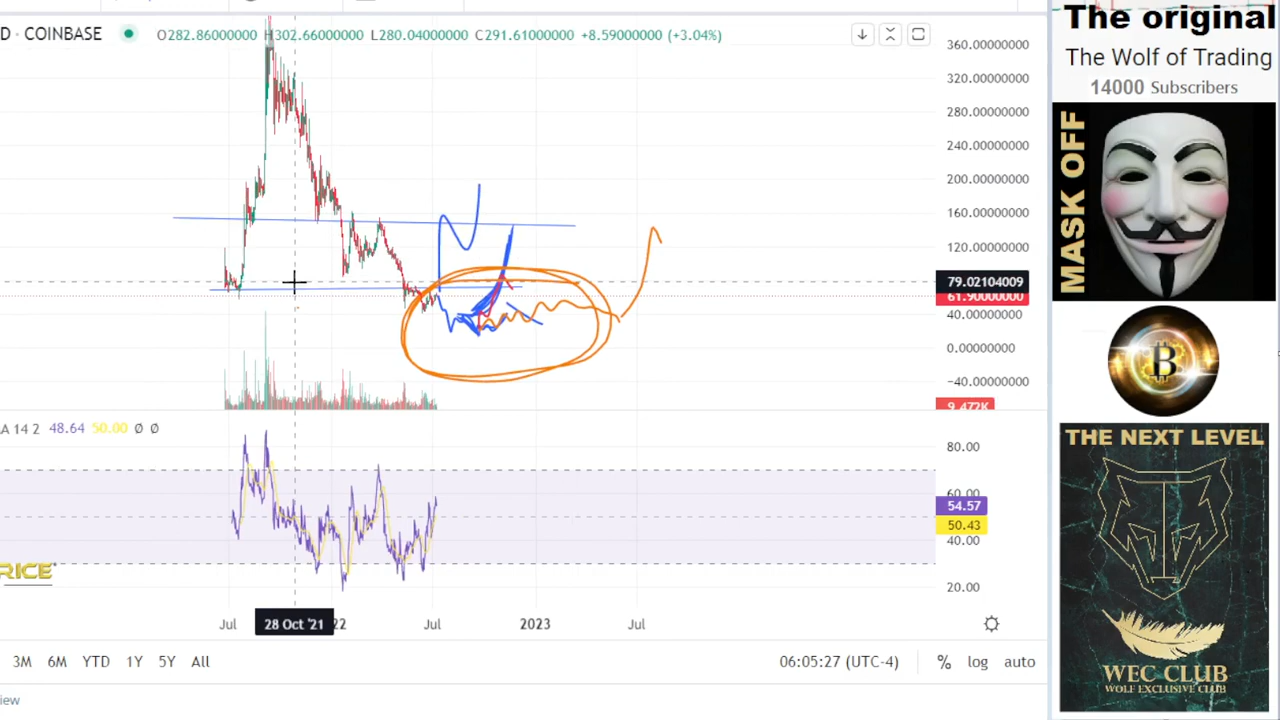 D · COINBASE O282.86000000 H302.66000000 L280.04000000 C291.61000000 +8.59000000 (+3.04%)
360.00000000
320.00000000
280.00000000
240.00000000
200.00000000
160.00000000
120.00000000
79.02104009
61.90000000
40.00000000
0.00000000
−40.00000000
9.472K
A 14 2 48.64 50.00 Ø Ø
80.00
60.00
54.57
50.43
40.00
20.00
RICE
Jul 28 Oct '21 22 Jul 2023 Jul
3M 6M YTD 1Y 5Y All 06:05:27 (UTC-4) % log auto
iew
The original
The Wolf of Trading
14000 Subscribers
MASK OFF
B
THE NEXT LEVEL
WEC CLUB
WOLF EXCLUSIVE CLUB